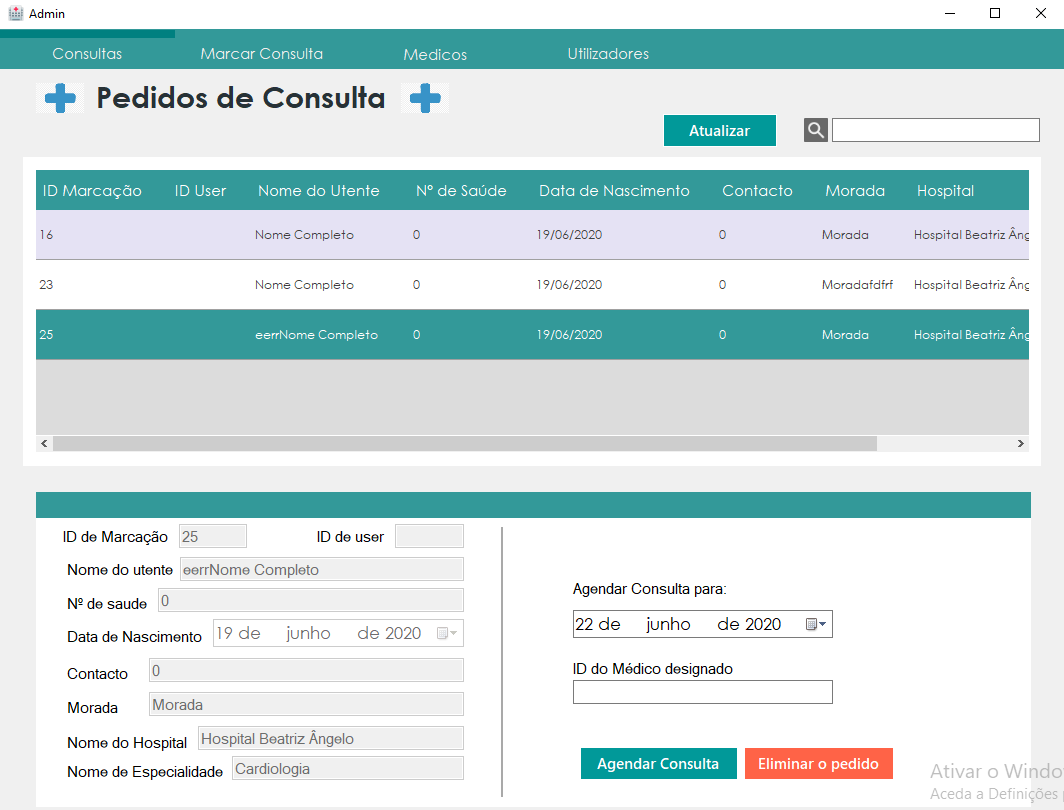 Admin
Consultas Marcar Consulta Medicos Utilizadores
Pedidos de Consulta
Atualizar
ID Marcação ID User Nome do Utente Nº de Saúde Data de Nascimento Contacto Morada Hospital
16 Nome Completo 0 19/06/2020 0 Morada Hospital Beatriz Âng
23 Nome Completo 0 19/06/2020 0 Moradafdfrf Hospital Beatriz Âng
25 eerrNome Completo 0 19/06/2020 0 Morada Hospital Beatriz Âng
ID de Marcação 25 ID de user
Nome do utente eerrNome Completo
Nº de saude 0
Data de Nascimento 19 de junho de 2020
Contacto 0
Morada Morada
Nome do Hospital Hospital Beatriz Ângelo
Nome de Especialidade Cardiologia
Agendar Consulta para:
22 de junho de 2020
ID do Médico designado
Agendar Consulta Eliminar o pedido
Ativar o Windo
Aceda a Definições